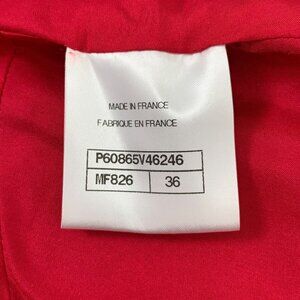 MADE IN FRANCE
FABRIQUE EN FRANCE
P60865V46246
MF826 36